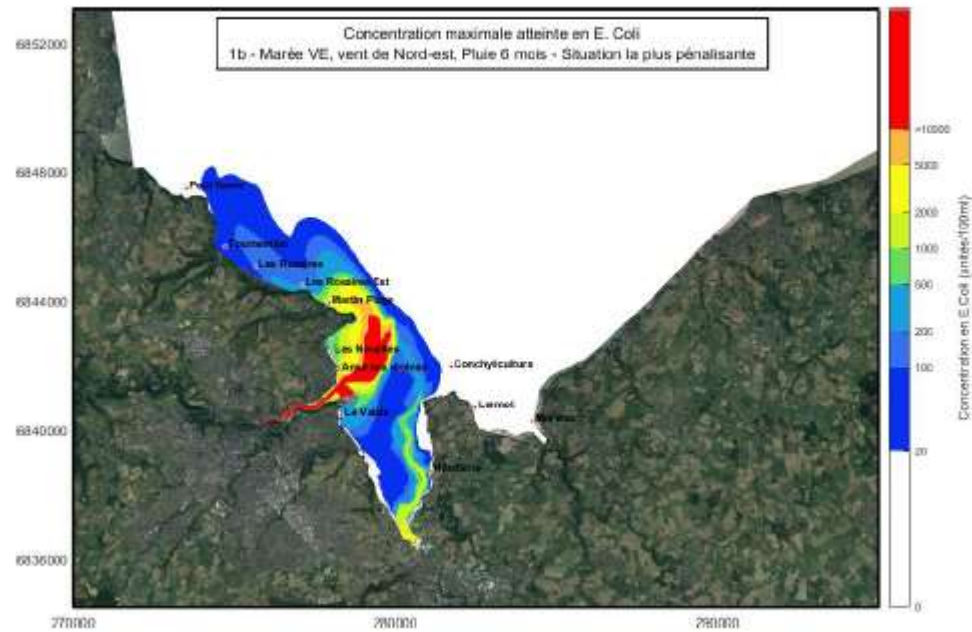 Concentration maximale atteinte en E. Coli
1b - Marée VE, vent de Nord-est, Pluie 6 mois - Situation la plus pénalisante
6852000
6848000
6844000
6840000
6836000
270000
280000
290000
Tournemine
Les Rosaires
Les Rosaires Est
Martin Plage
Les Nouelles
La Valais
Conchyliculture
Lermot
>10000
5000
2000
1000
500
200
100
20
0
Concentration en E.Coli (unités/100ml)